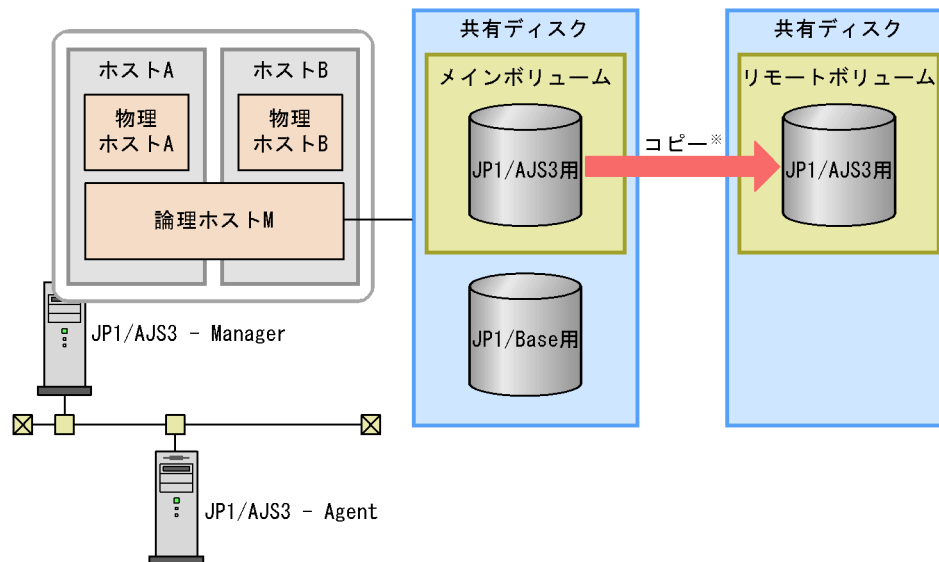 ホストA
ホストB
物理
ホストA
物理
ホストB
論理ホストM
共有ディスク
メインボリューム
JP1/AJS3用
コピー※
共有ディスク
リモートボリューム
JP1/AJS3用
JP1/Base用
JP1/AJS3 - Manager
JP1/AJS3 - Agent